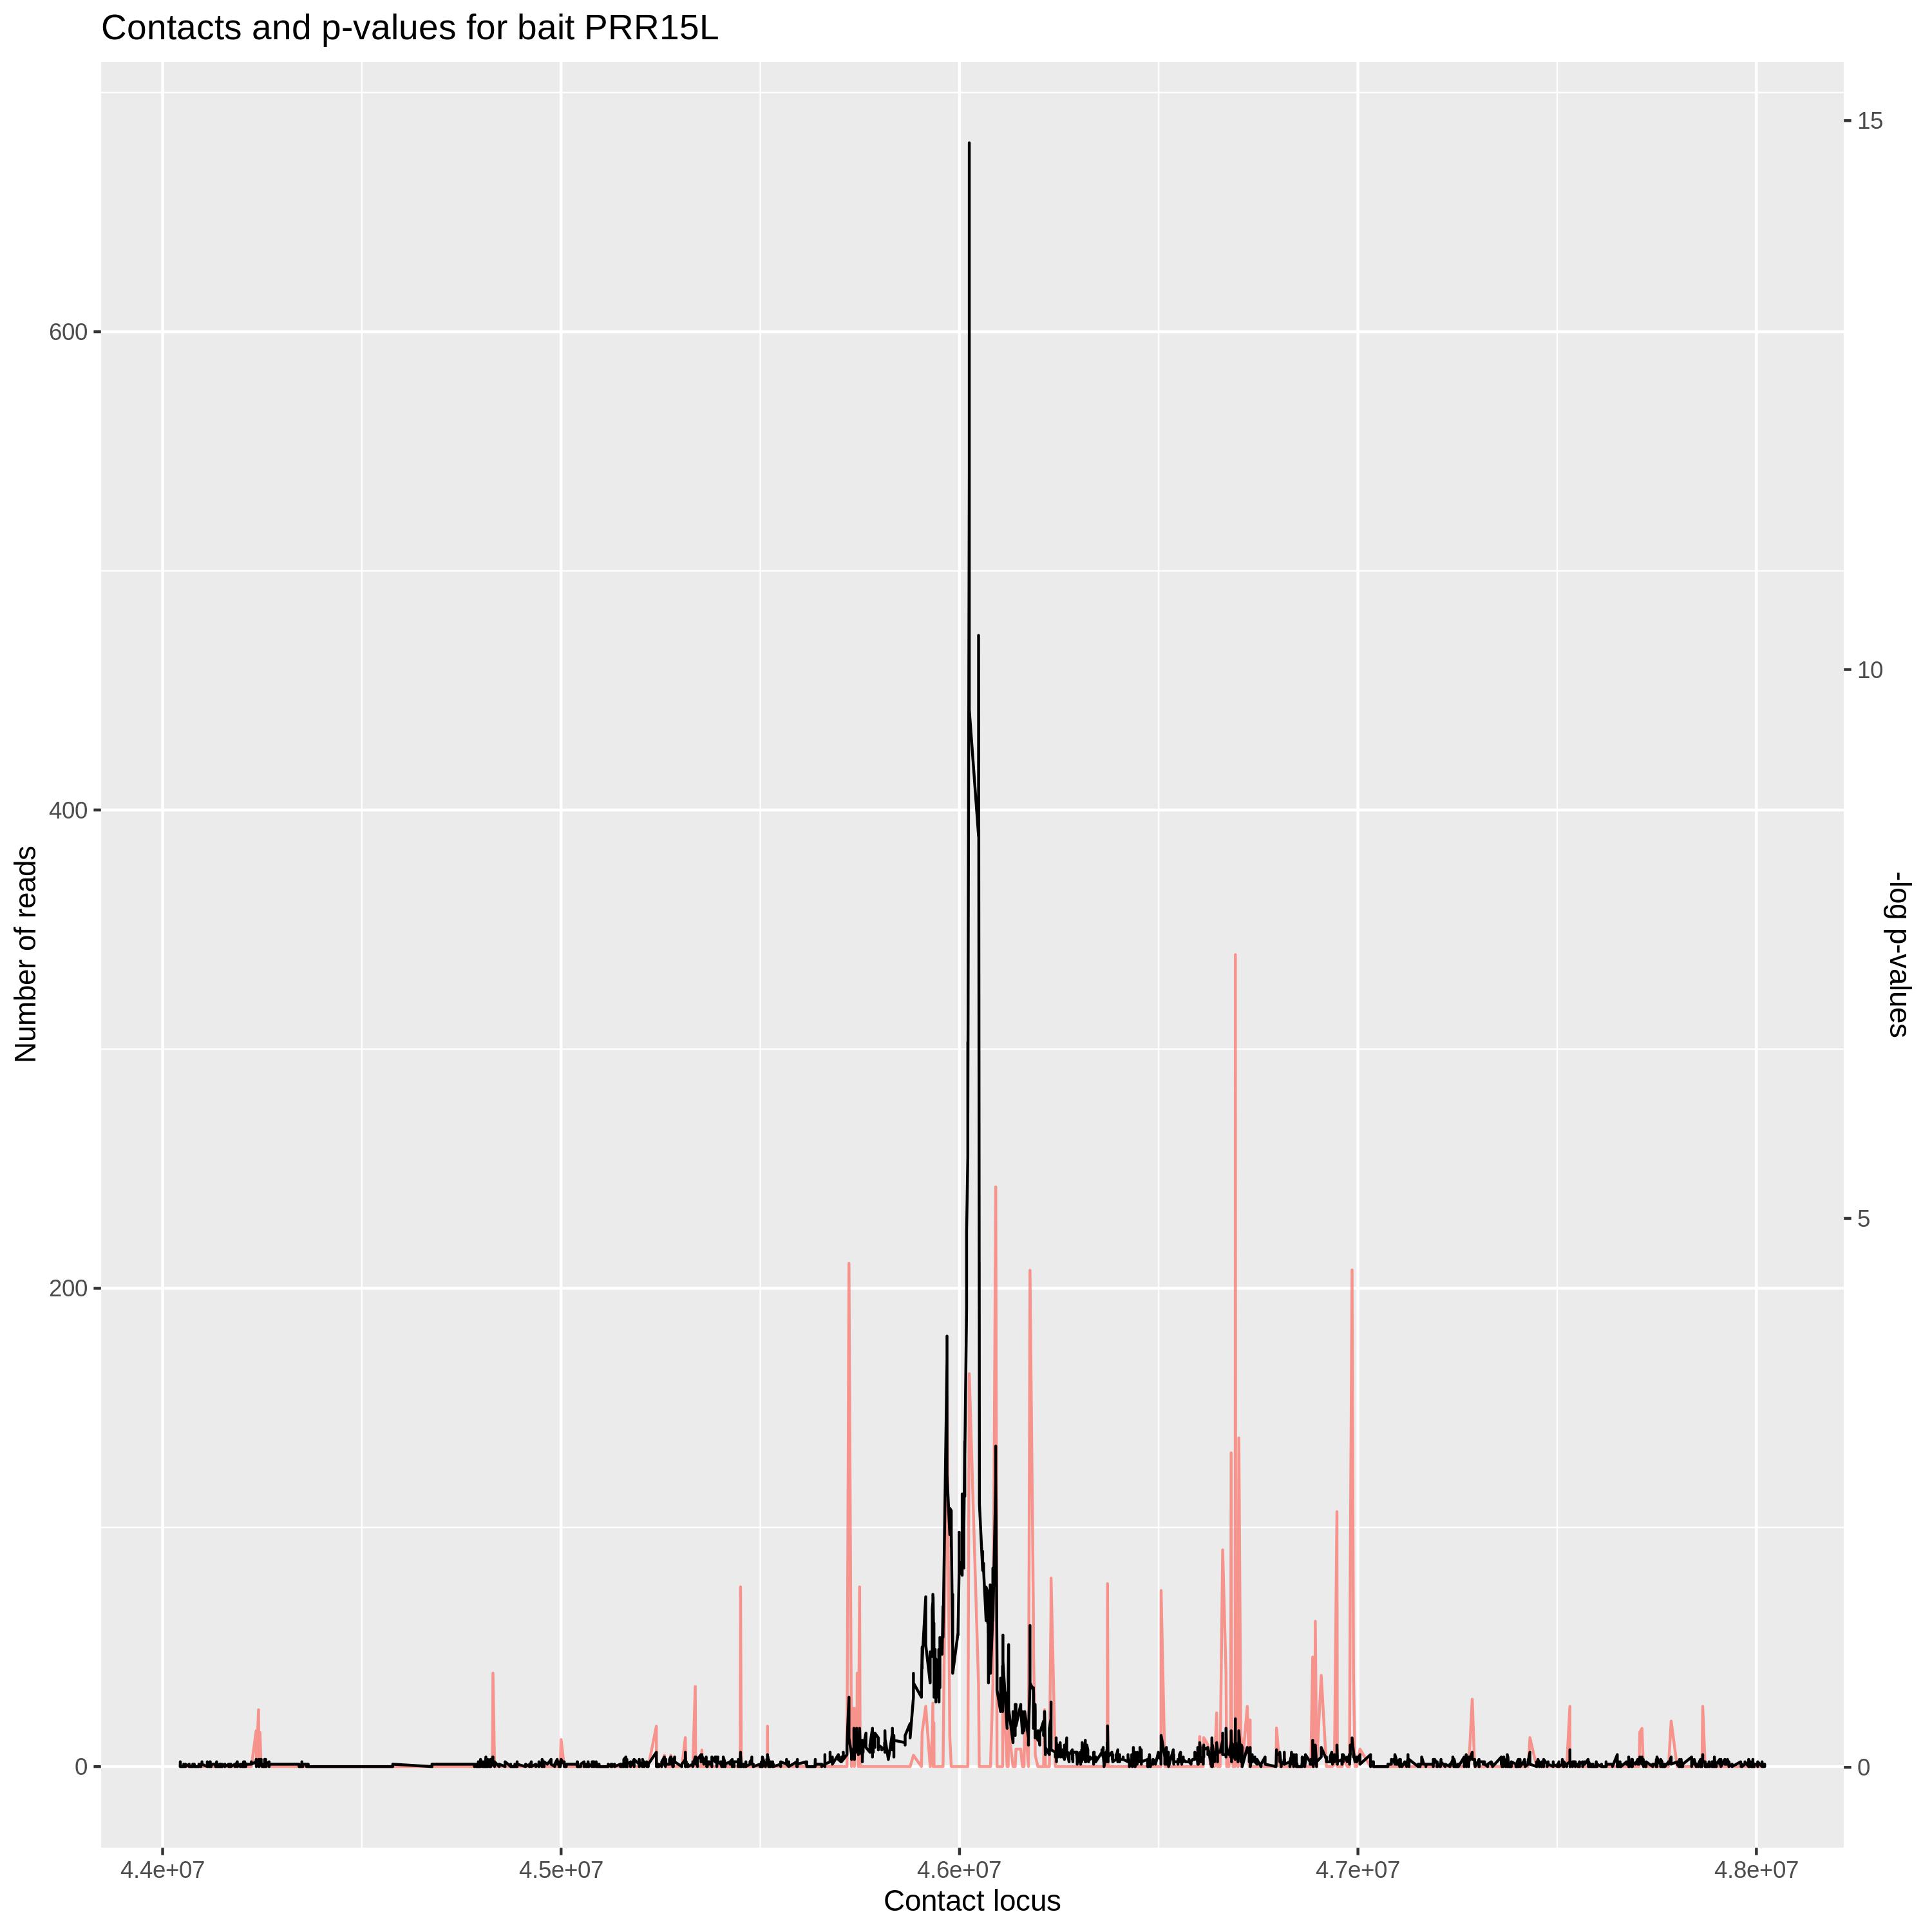 Contacts and p-values for bait PRR15L
Number of reads
600
400
200
0
15
10
5
0
-log p-values
4.4e+07
4.5e+07
4.6e+07
4.7e+07
4.8e+07
Contact locus